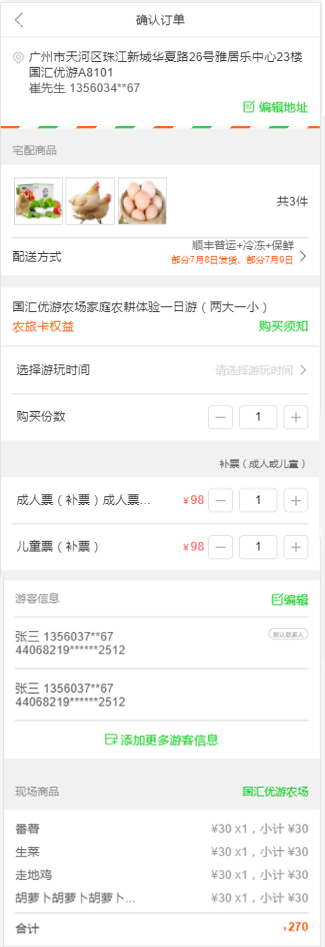 确认订单
广州市天河区珠江新城华夏路26号雅居乐中心23楼
国汇优游A8101
崔先生 1356034**67
编辑地址
宅配商品
共3件
顺丰普运+冷冻+保鲜
配送方式
部分7月8日发货、部分7月9日
国汇优游农场家庭农耕体验一日游（两大一小）
农旅卡权益 购买须知
选择游玩时间 请选择游玩时间
购买份数 1
补票（成人或儿童）
成人票（补票）成人票... ¥98 1
儿童票（补票） ¥98 1
游客信息 编辑
张三 1356037**67 默认联系人
44068219******2512
张三 1356037**67
44068219******2512
添加更多游客信息
现场商品 国汇优游农场
番薯 ¥30 x1，小计 ¥30
生菜 ¥30 x1，小计 ¥30
走地鸡 ¥30 x1，小计 ¥30
胡萝卜胡萝卜胡萝卜... ¥30 x1，小计 ¥30
合计 ¥270